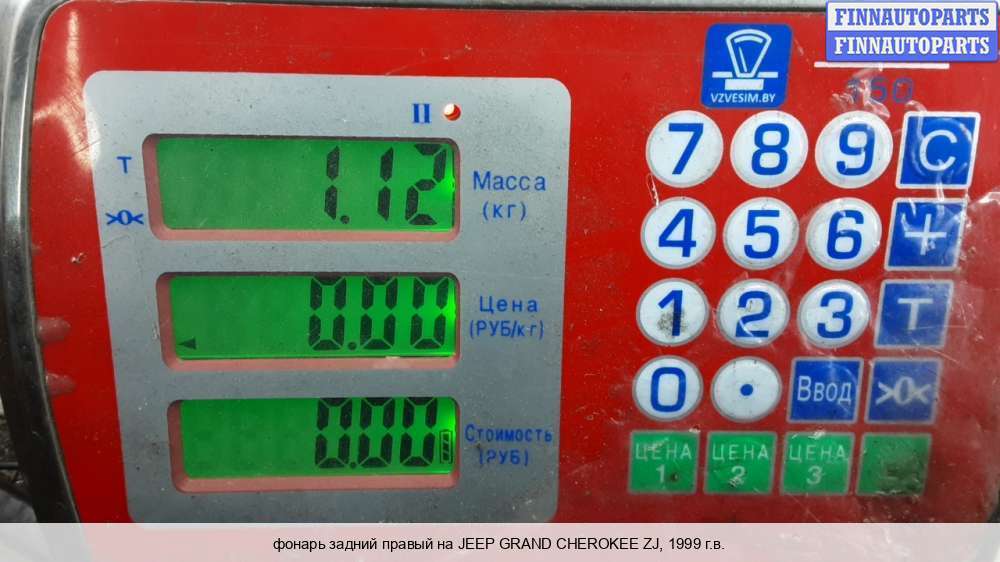 FINNAUTOPARTS
FINNAUTOPARTS
VZVESIM.BY
150
II
T
>0<
1.12
Масса
(кг)
0.00
Цена
(РУБ/кг)
0.00
Стоимость
(РУБ)
7 8 9 C
4 5 6 +
1 2 3 T
0 . Ввод >0<
ЦЕНА 1
ЦЕНА 2
ЦЕНА 3
фонарь задний правый на JEEP GRAND CHEROKEE ZJ, 1999 г.в.